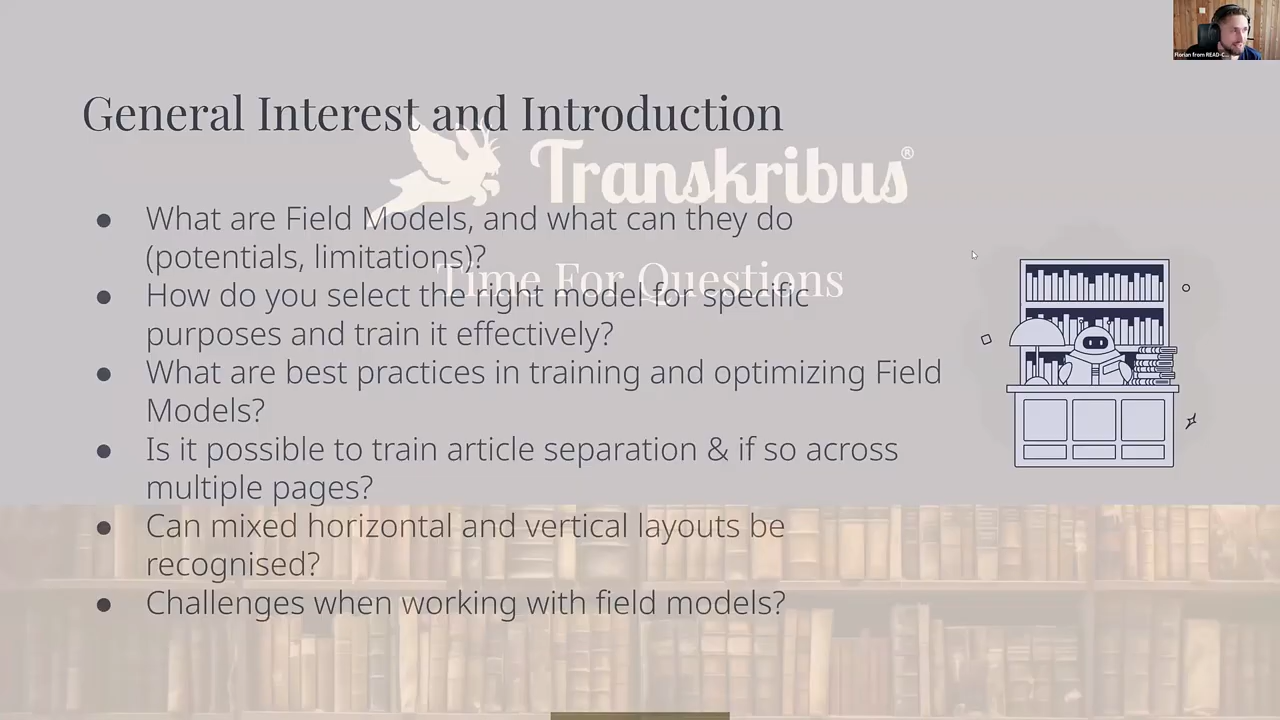 Florian from READ-C...
General Interest and Introduction
Transkribus®
Time For Questions
● What are Field Models, and what can they do
(potentials, limitations)?
● How do you select the right model for specific
purposes and train it effectively?
● What are best practices in training and optimizing Field
Models?
● Is it possible to train article separation & if so across
multiple pages?
● Can mixed horizontal and vertical layouts be
recognised?
● Challenges when working with field models?